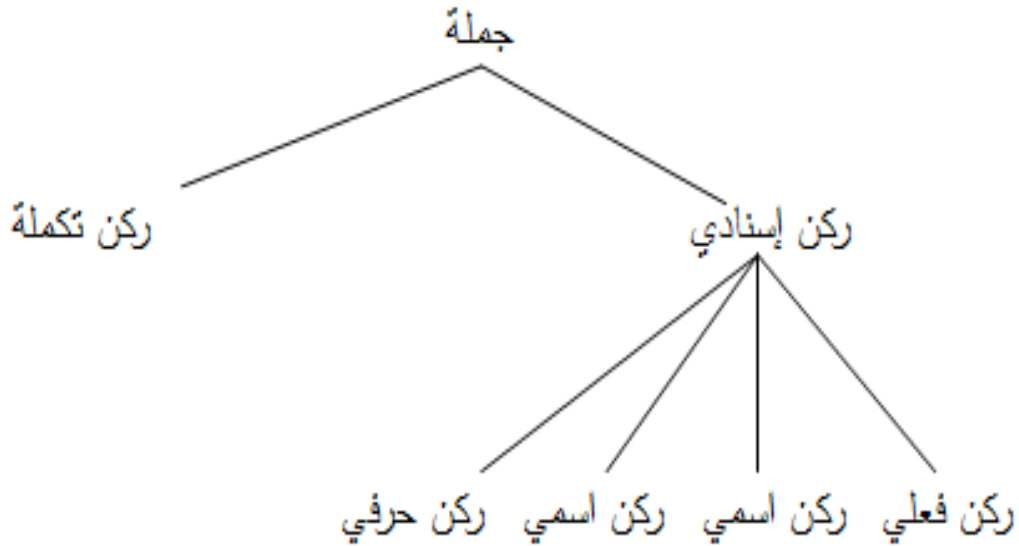 جملة
ركن إسنادي ركن تكملة
ركن فعلي ركن اسمي ركن اسمي ركن حرفي